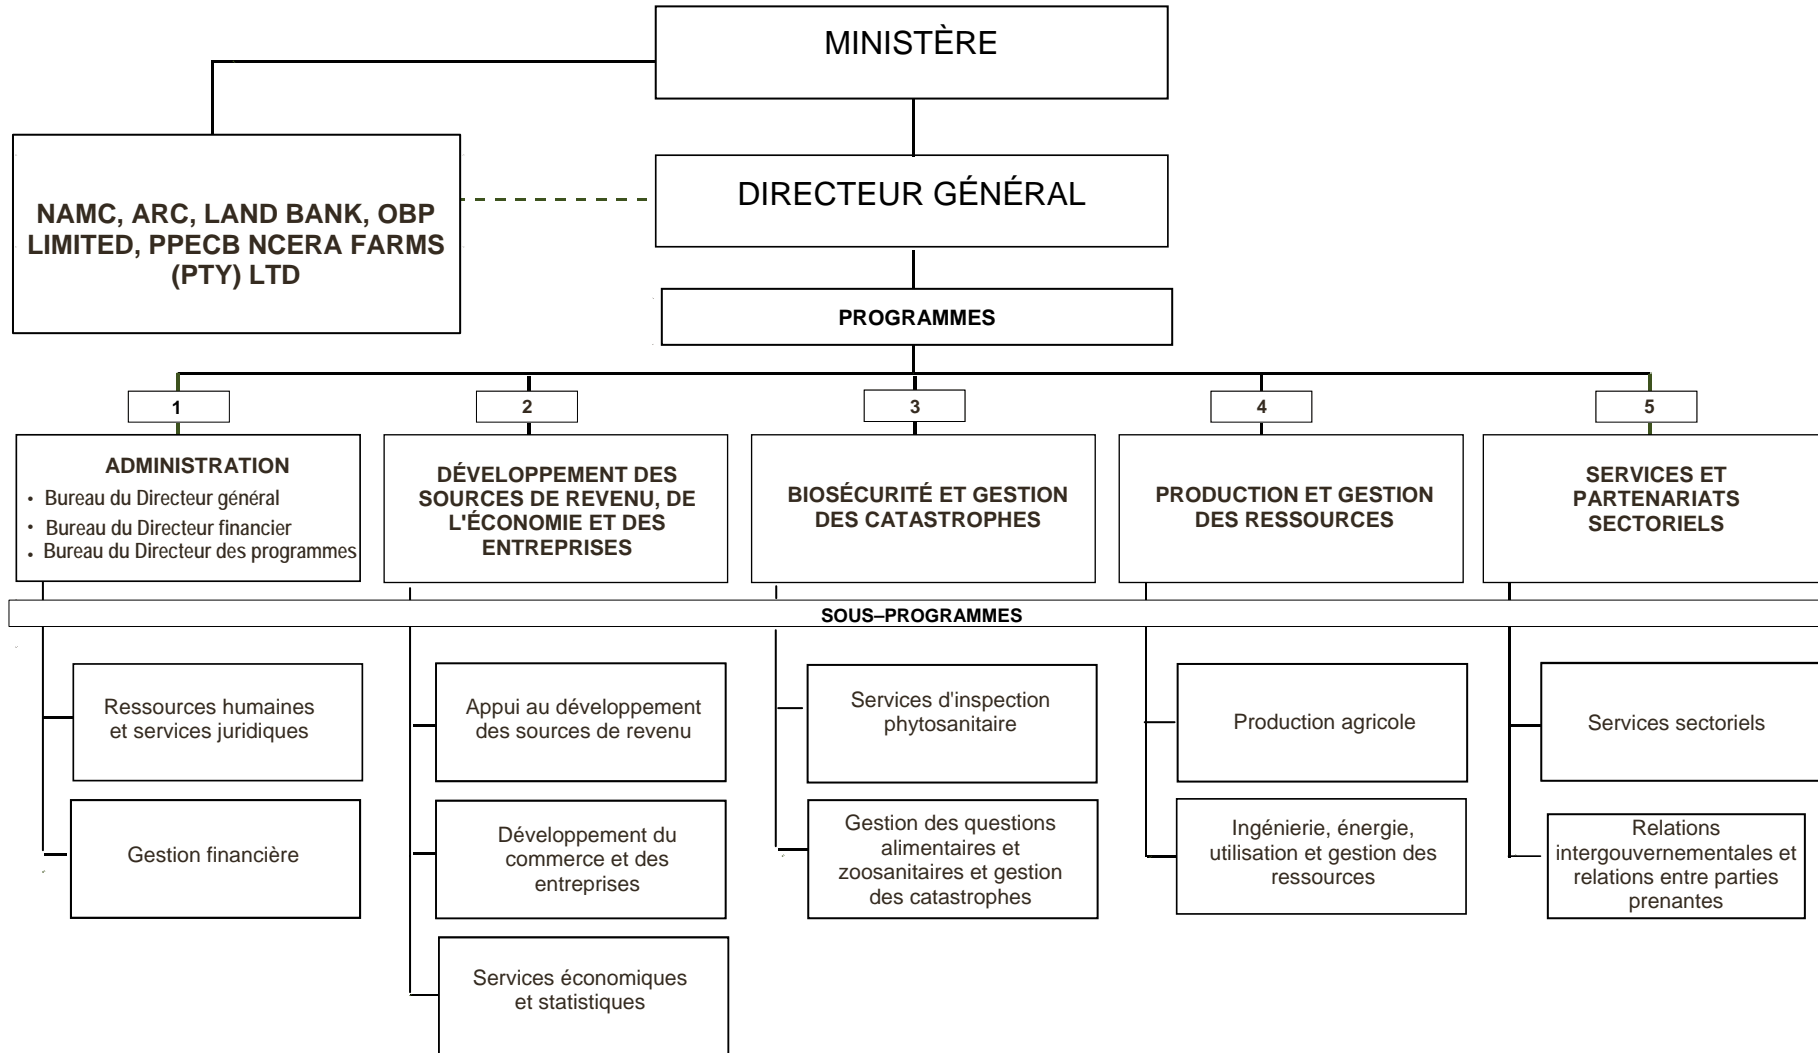 MINISTÈRE
NAMC, ARC, LAND BANK, OBP
LIMITED, PPECB NCERA FARMS
(PTY) LTD
DIRECTEUR GÉNÉRAL
PROGRAMMES
1
2
3
4
5
ADMINISTRATION
• Bureau du Directeur général
• Bureau du Directeur financier
• Bureau du Directeur des programmes
DÉVELOPPEMENT DES
SOURCES DE REVENU, DE
L'ÉCONOMIE ET DES
ENTREPRISES
BIOSÉCURITÉ ET GESTION
DES CATASTROPHES
PRODUCTION ET GESTION
DES RESSOURCES
SERVICES ET
PARTENARIATS
SECTORIELS
SOUS–PROGRAMMES
Ressources humaines
et services juridiques
Appui au développement
des sources de revenu
Services d'inspection
phytosanitaire
Production agricole
Services sectoriels
Gestion financière
Développement du
commerce et des
entreprises
Gestion des questions
alimentaires et
zoosanitaires et gestion
des catastrophes
Ingénierie, énergie,
utilisation et gestion des
ressources
Relations
intergouvernementales et
relations entre parties
prenantes
Services économiques
et statistiques